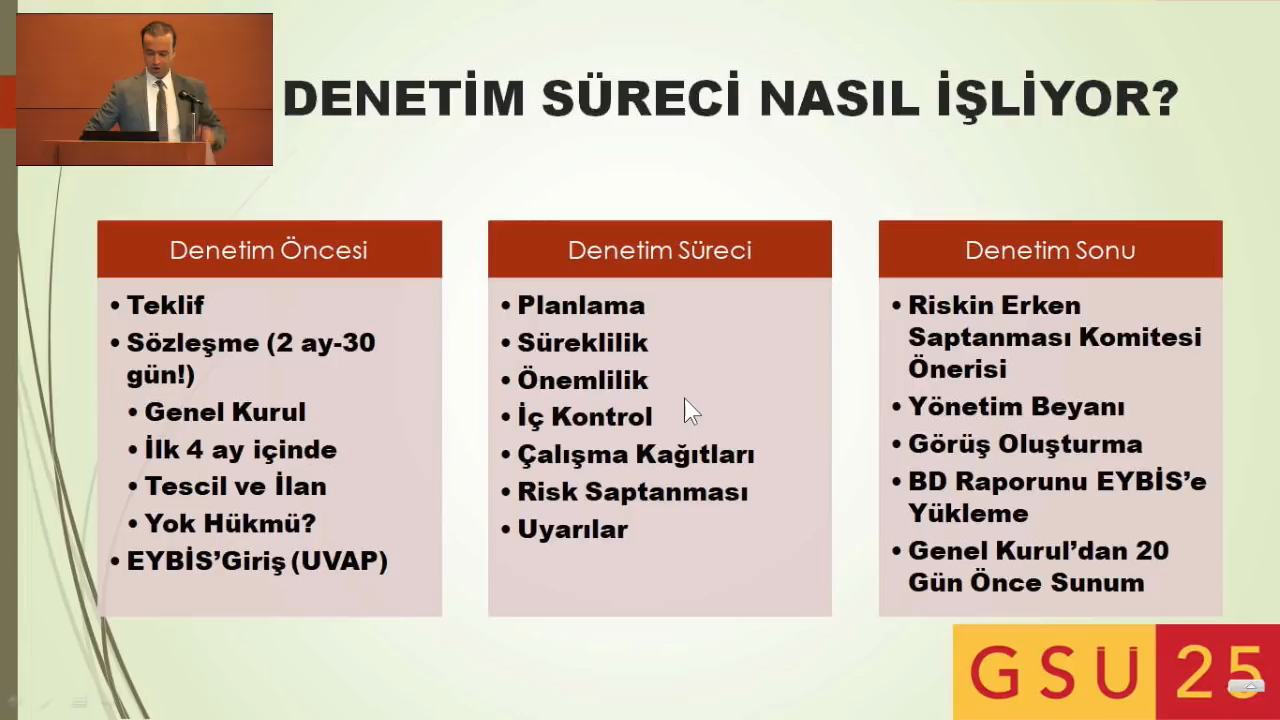 DENETİM SÜRECİ NASIL İŞLİYOR?
Denetim Öncesi
• Teklif
• Sözleşme (2 ay-30
gün!)
• Genel Kurul
• İlk 4 ay içinde
• Tescil ve İlan
• Yok Hükmü?
• EYBİS’Giriş (UVAP)
Denetim Süreci
• Planlama
• Süreklilik
• Önemlilik
• İç Kontrol
• Çalışma Kağıtları
• Risk Saptanması
• Uyarılar
Denetim Sonu
• Riskin Erken
Saptanması Komitesi
Önerisi
• Yönetim Beyanı
• Görüş Oluşturma
• BD Raporunu EYBİS’e
Yükleme
• Genel Kurul’dan 20
Gün Önce Sunum
GSÜ 25